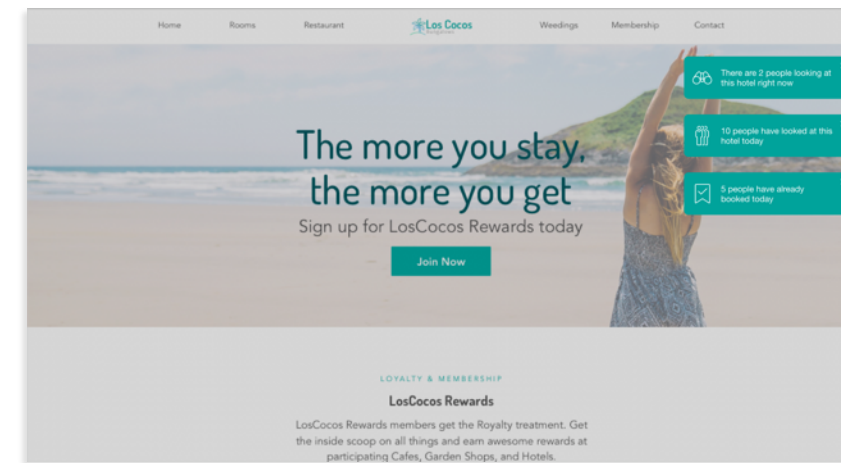 Home Rooms Restaurant Los Cocos Weedings Membership Contact
There are 2 people looking at
this hotel right now
10 people have looked at this
hotel today
5 people have already
booked today
The more you stay,
the more you get
Sign up for LosCocos Rewards today
Join Now
LOYALTY & MEMBERSHIP
LosCocos Rewards
LosCocos Rewards members get the Royalty treatment. Get
the inside scoop on all things and earn awesome rewards at
participating Cafes, Garden Shops, and Hotels.